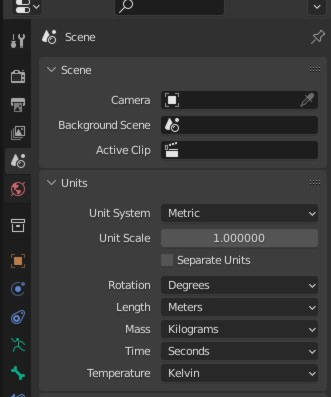 Scene
Scene
Camera
Background Scene
Active Clip
Units
Unit System Metric
Unit Scale 1.000000
Separate Units
Rotation Degrees
Length Meters
Mass Kilograms
Time Seconds
Temperature Kelvin